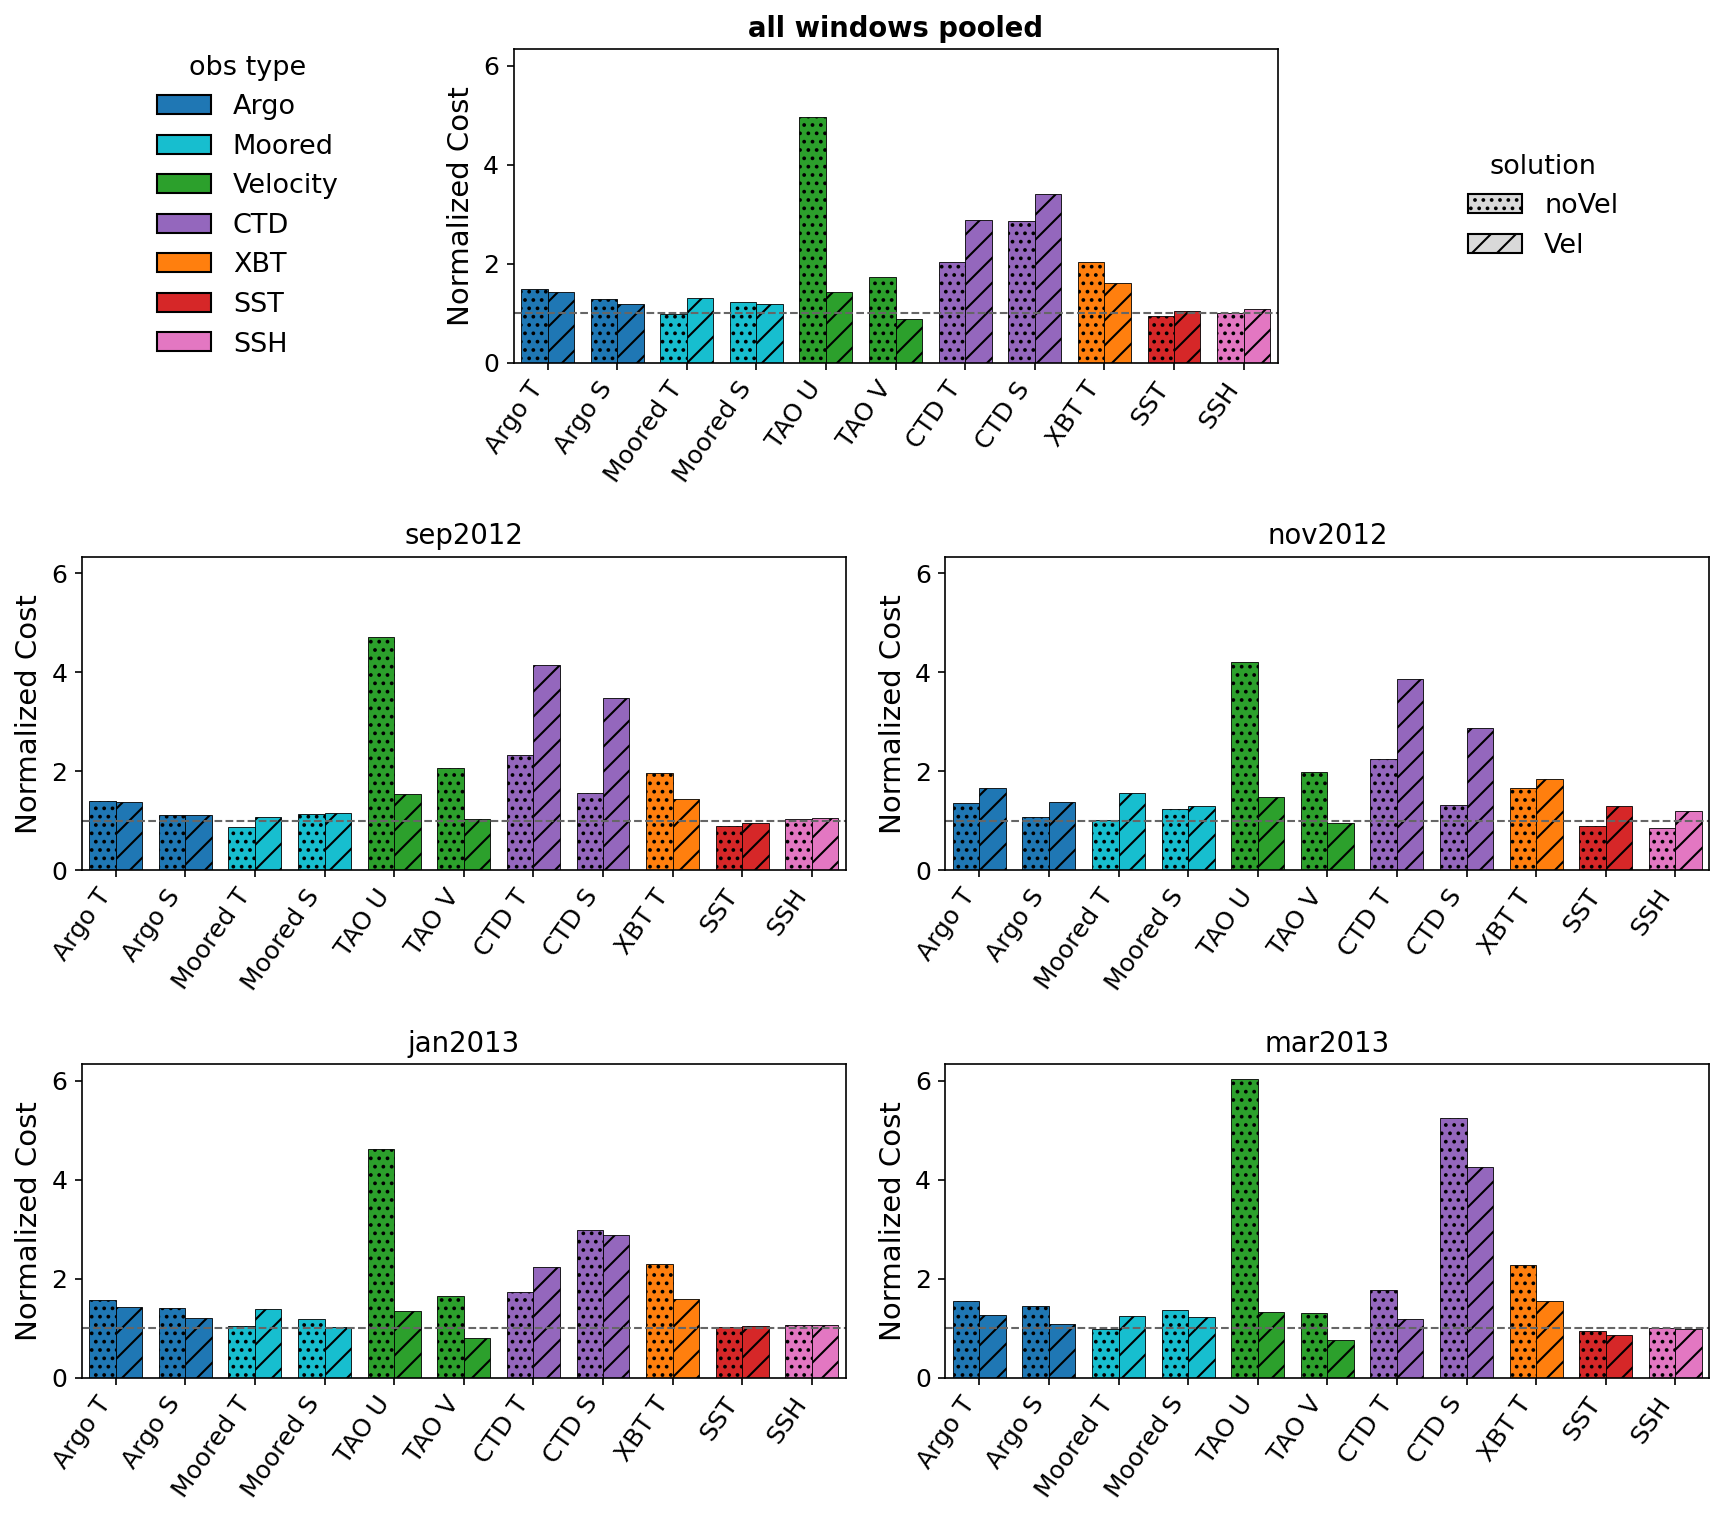 all windows pooled
obs type
Argo
Moored
Velocity
CTD
XBT
SST
SSH
Normalized Cost
6
4
2
0
Argo T
Argo S
Moored T
Moored S
TAO U
TAO V
CTD T
CTD S
XBT T
SST
SSH
solution
noVel
Vel
sep2012
Normalized Cost
6
4
2
0
Argo T
Argo S
Moored T
Moored S
TAO U
TAO V
CTD T
CTD S
XBT T
SST
SSH
nov2012
Normalized Cost
6
4
2
0
Argo T
Argo S
Moored T
Moored S
TAO U
TAO V
CTD T
CTD S
XBT T
SST
SSH
jan2013
Normalized Cost
6
4
2
0
Argo T
Argo S
Moored T
Moored S
TAO U
TAO V
CTD T
CTD S
XBT T
SST
SSH
mar2013
Normalized Cost
6
4
2
0
Argo T
Argo S
Moored T
Moored S
TAO U
TAO V
CTD T
CTD S
XBT T
SST
SSH